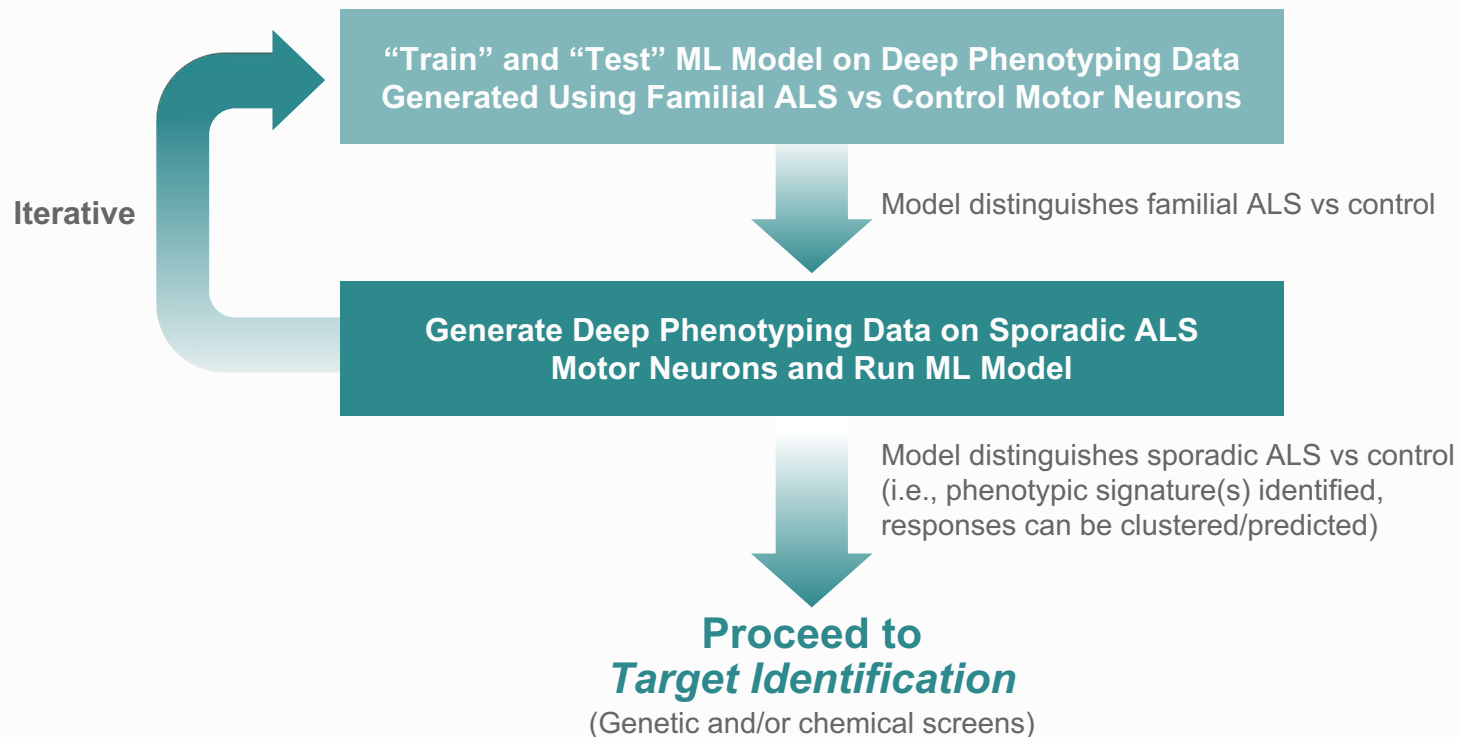 “Train” and “Test” ML Model on Deep Phenotyping Data
Generated Using Familial ALS vs Control Motor Neurons
Iterative
Model distinguishes familial ALS vs control
Generate Deep Phenotyping Data on Sporadic ALS
Motor Neurons and Run ML Model
Model distinguishes sporadic ALS vs control
(i.e., phenotypic signature(s) identified,
responses can be clustered/predicted)
Proceed to
Target Identification
(Genetic and/or chemical screens)